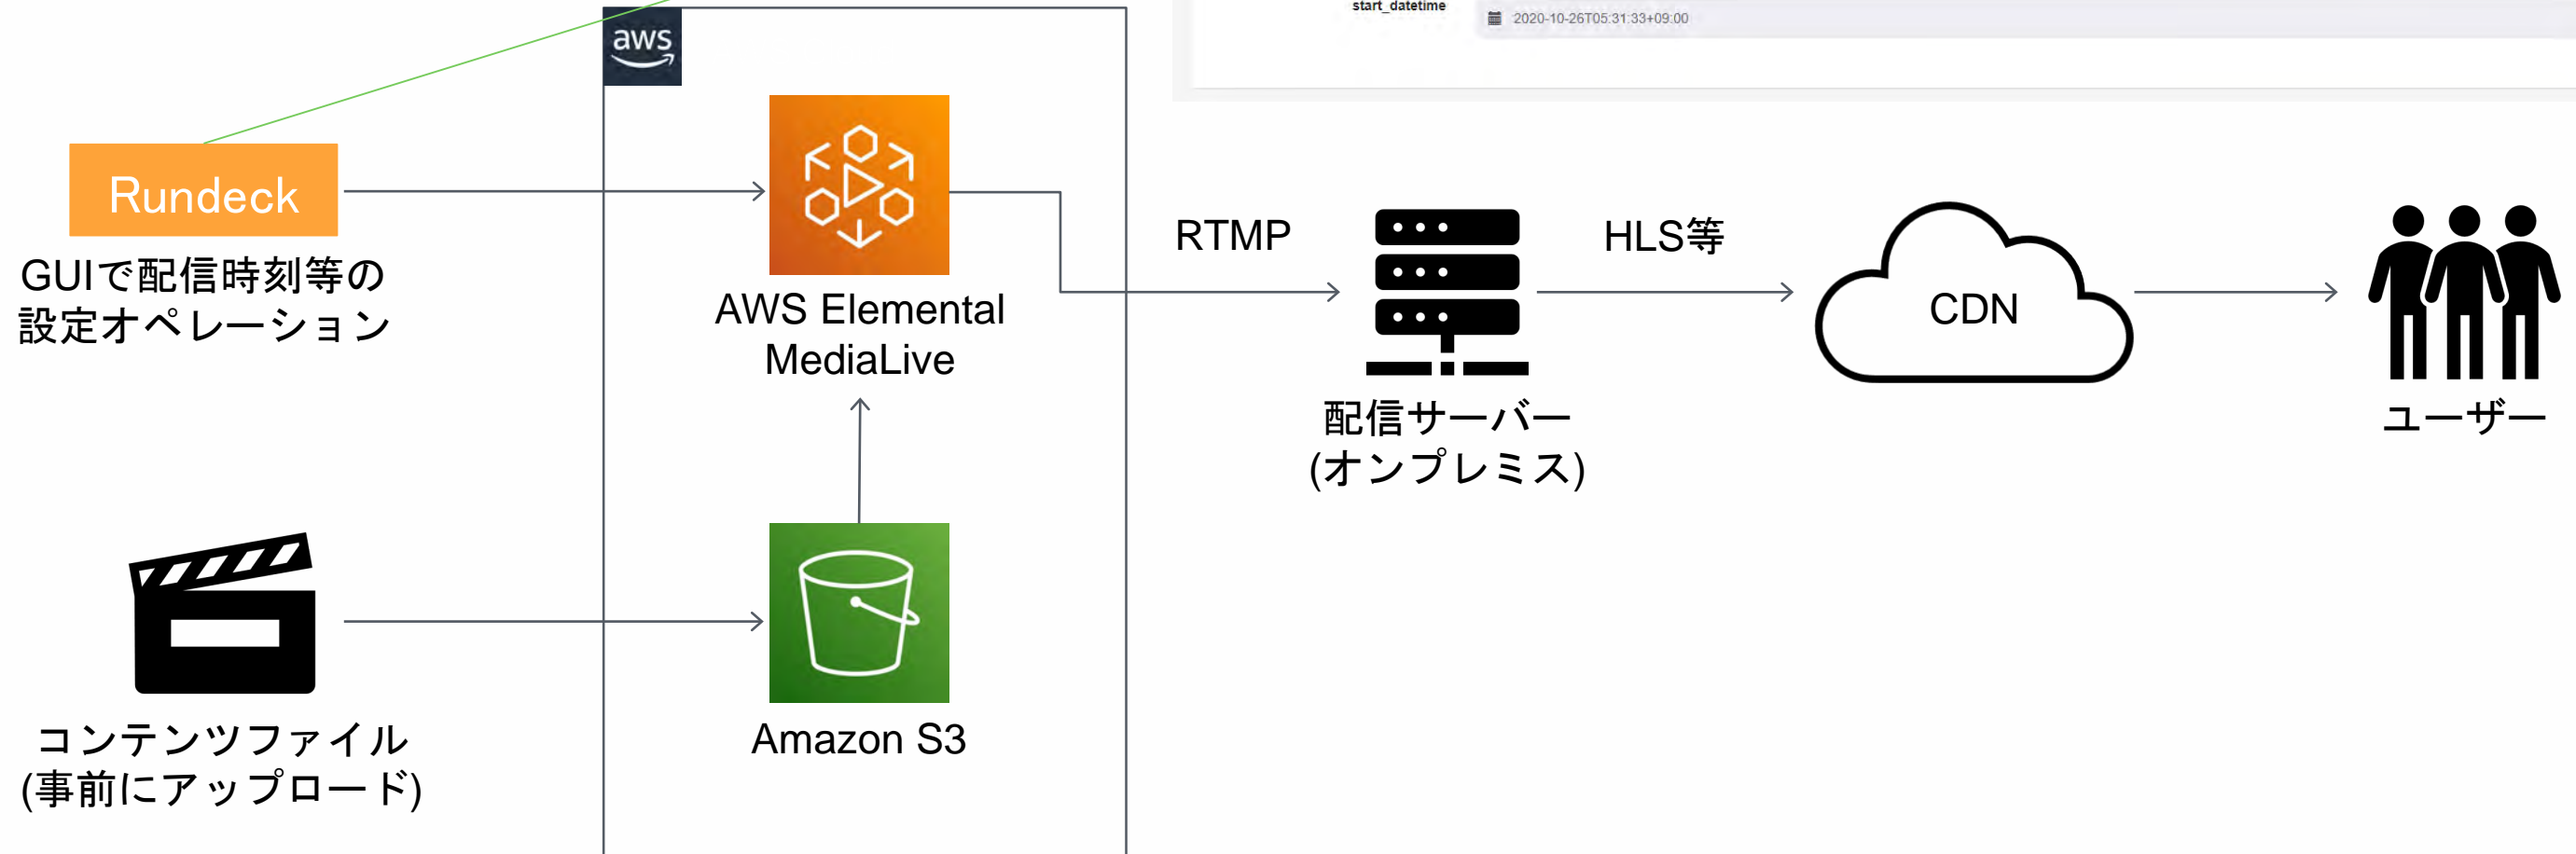 start_datetime
2020-10-26T05:31:33+09:00
aws
Rundeck
GUIで配信時刻等の
設定オペレーション
AWS Elemental
MediaLive
RTMP
配信サーバー
(オンプレミス)
HLS等
CDN
ユーザー
コンテンツファイル
(事前にアップロード)
Amazon S3